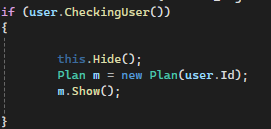 if (user.CheckingUser())
{
this.Hide();
Plan m = new Plan(user.Id);
m.Show();
}